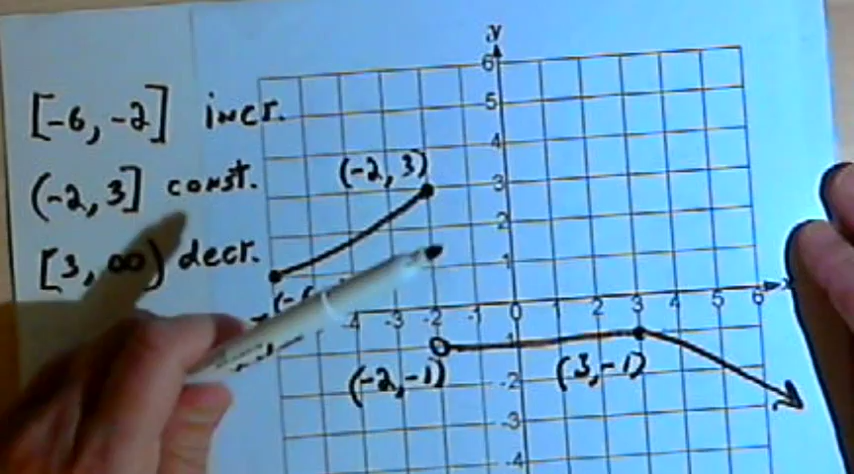 [-6, -2] incr.
(-2, 3] const.
[3, ∞) decr.
y
6
5
4
(-2, 3)
3
2
1
-4 -3 -2 -1 0 1 2 3 4 5 6
(-2, -1)
(3, -1)
-2
-3
-4